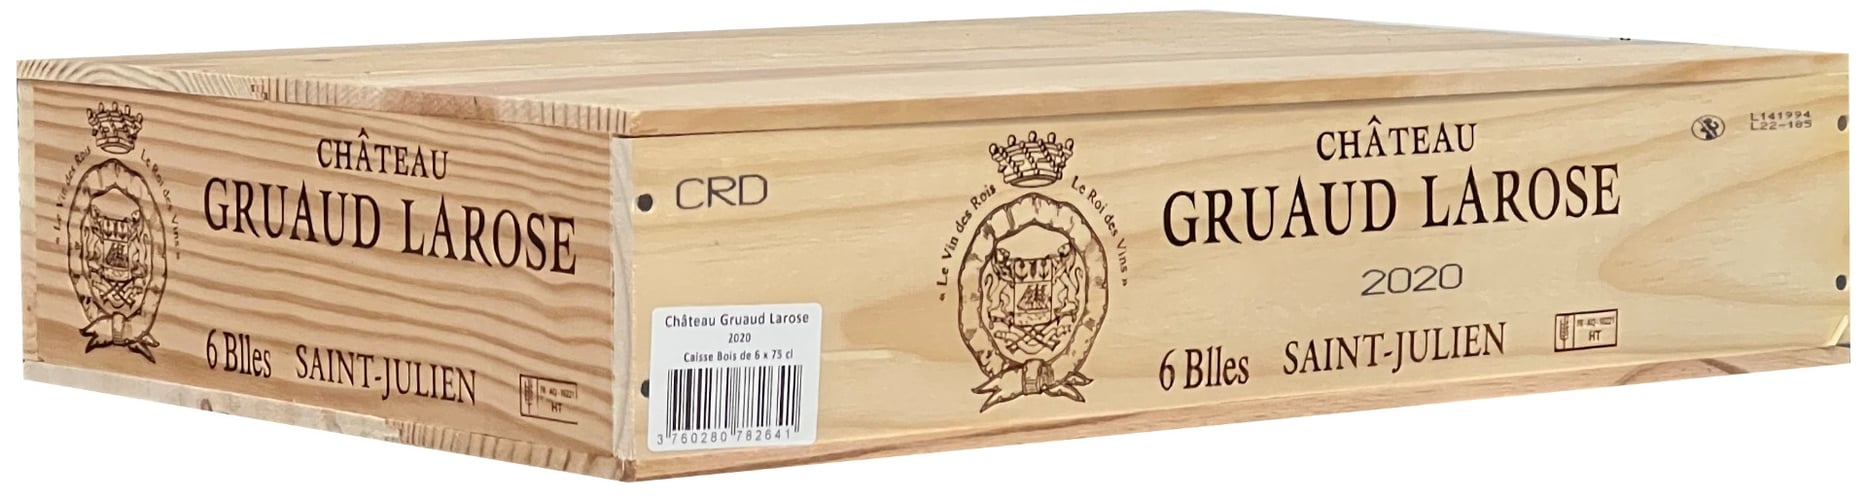 « Le Vin des Rois
Le Roi des Vins »
CHÂTEAU
GRUAUD LAROSE
6 Blles SAINT-JULIEN
HT
CRD
Château Gruaud Larose
2020
Caisse Bois de 6 x 75 cl
3 760280 782641
« Le Vin des Rois
Le Roi des Vins »
CHÂTEAU
GRUAUD LAROSE
2020
6 Blles SAINT-JULIEN
HT
L141994
L22-185